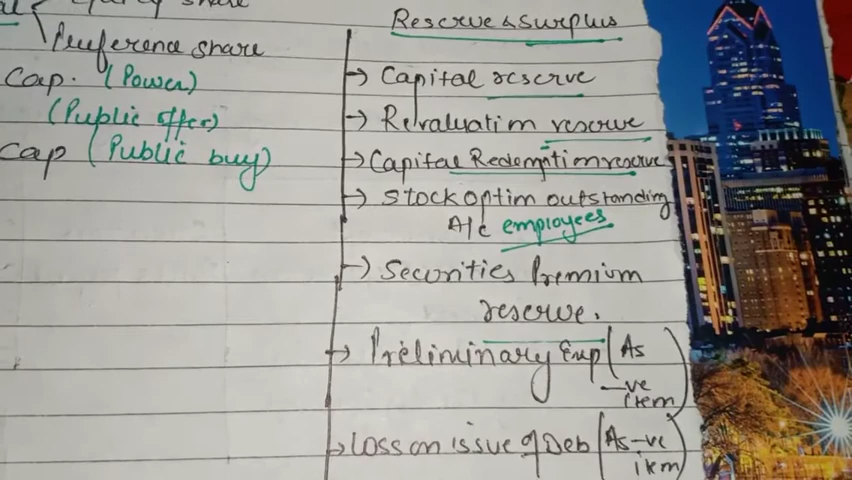 Preference share
Cap. (Power)
(Public offer)
Cap (Public buy)
Reserve & Surplus
→ Capital reserve
→ Revaluation reserve
→ Capital Redemption reserve
→ Stock option outstanding
A/c employees
→ Securities Premium
reserve.
→ Preliminary Exp (As
-ve
item)
→ Loss on issue of Deb (As -ve
item)